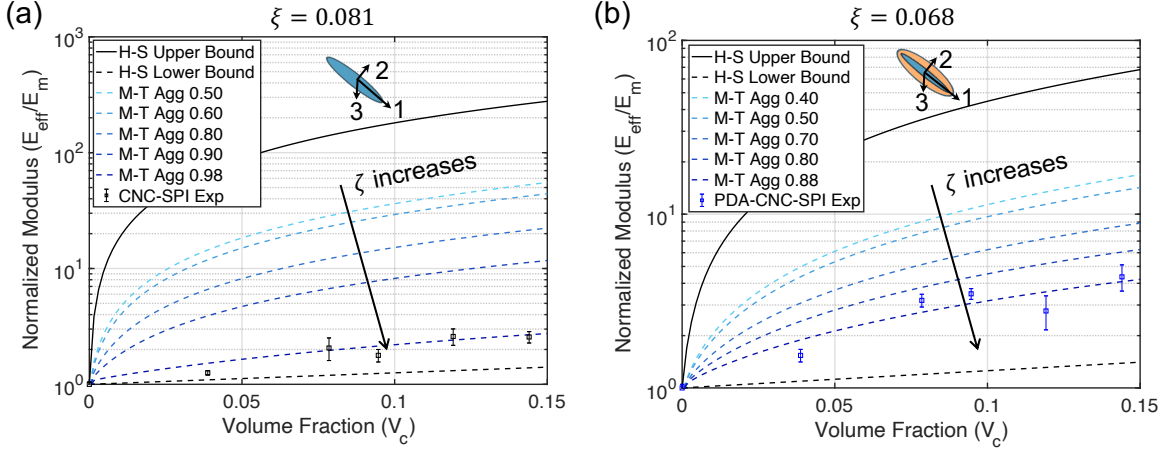 (a)
ξ = 0.081
Normalized Modulus (E_eff/E_m)
10^3
10^2
10^1
10^0
H-S Upper Bound
H-S Lower Bound
M-T Agg 0.50
M-T Agg 0.60
M-T Agg 0.80
M-T Agg 0.90
M-T Agg 0.98
CNC-SPI Exp
2
3
1
ζ increases
0
0.05
0.1
0.15
Volume Fraction (V_c)
(b)
ξ = 0.068
Normalized Modulus (E_eff/E_m)
10^2
10^1
10^0
H-S Upper Bound
H-S Lower Bound
M-T Agg 0.40
M-T Agg 0.50
M-T Agg 0.70
M-T Agg 0.80
M-T Agg 0.88
PDA-CNC-SPI Exp
2
3
1
ζ increases
0
0.05
0.1
0.15
Volume Fraction (V_c)